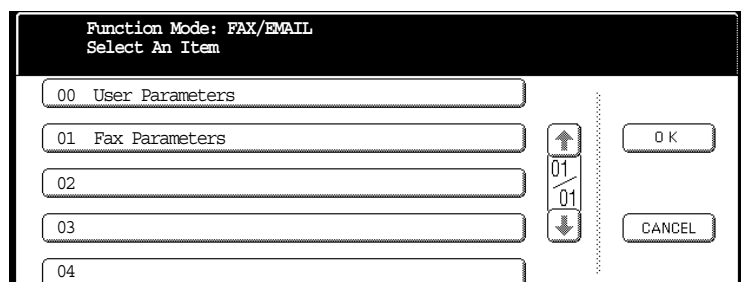 Function Mode: FAX/EMAIL
Select An Item
00 User Parameters
01 Fax Parameters
OK
02
01
01
03
CANCEL
04